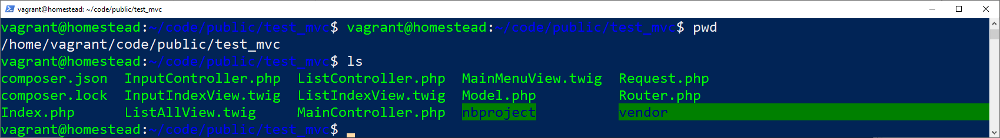 vagrant@homestead: ~/code/public/test_mvc
vagrant@homestead:~/code/public/test_mvc$ vagrant@homestead:~/code/public/test_mvc$ pwd
/home/vagrant/code/public/test_mvc
vagrant@homestead:~/code/public/test_mvc$ ls
composer.json  InputController.php  ListController.php  MainMenuView.twig  Request.php
composer.lock  InputIndexView.twig  ListIndexView.twig  Model.php          Router.php
Index.php      ListAllView.twig     MainController.php  nbproject          vendor
vagrant@homestead:~/code/public/test_mvc$